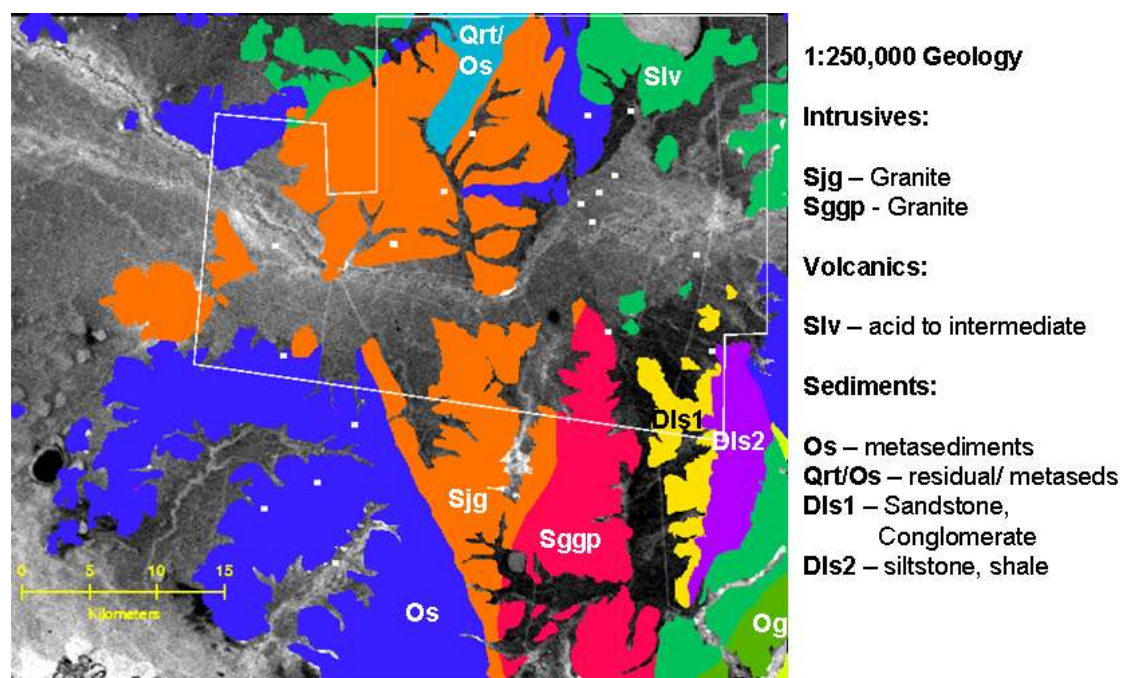 Qrt/
Os
Slv
Dls1
Dls2
Sjg
Sggp
Os
Og
0 5 10 15
Kilometers
1:250,000 Geology
Intrusives:
Sjg – Granite
Sggp - Granite
Volcanics:
Slv – acid to intermediate
Sediments:
Os – metasediments
Qrt/Os – residual/ metaseds
Dls1 – Sandstone,
Conglomerate
Dls2 – siltstone, shale